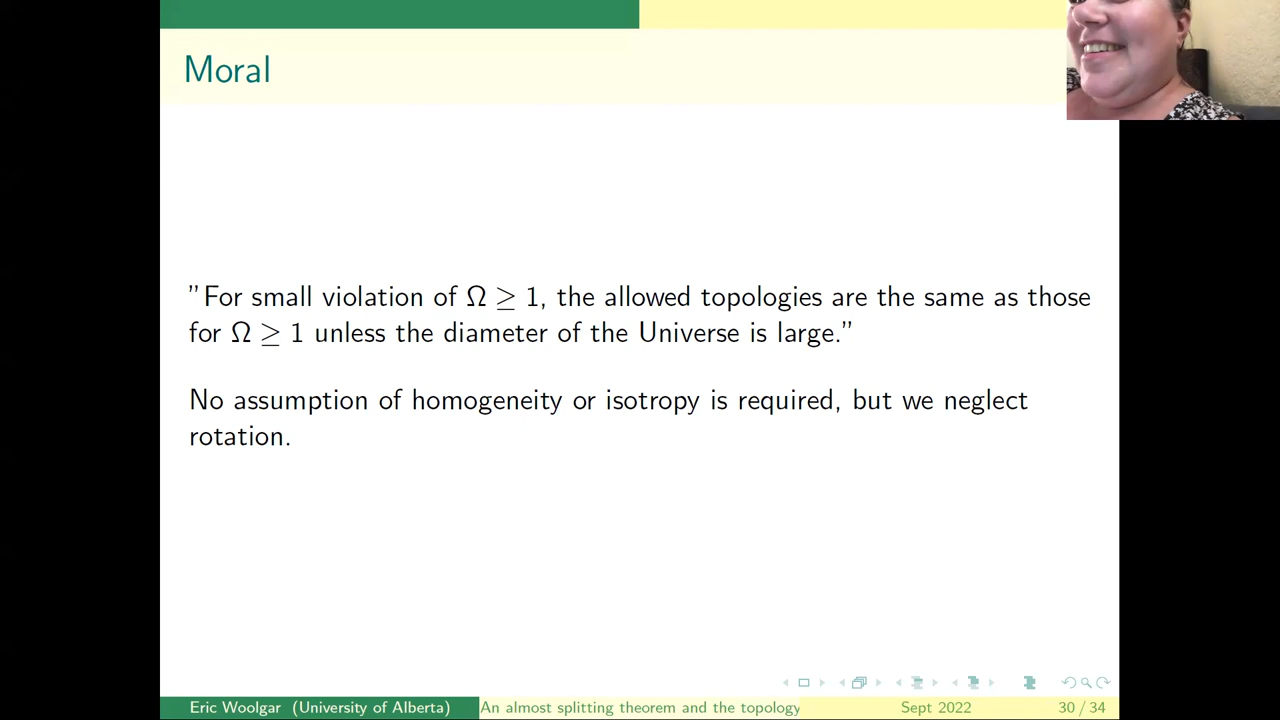 Moral
"For small violation of Ω ≥ 1, the allowed topologies are the same as those
for Ω ≥ 1 unless the diameter of the Universe is large."
No assumption of homogeneity or isotropy is required, but we neglect
rotation.
Eric Woolgar (University of Alberta) An almost splitting theorem and the topology Sept 2022 30 / 34